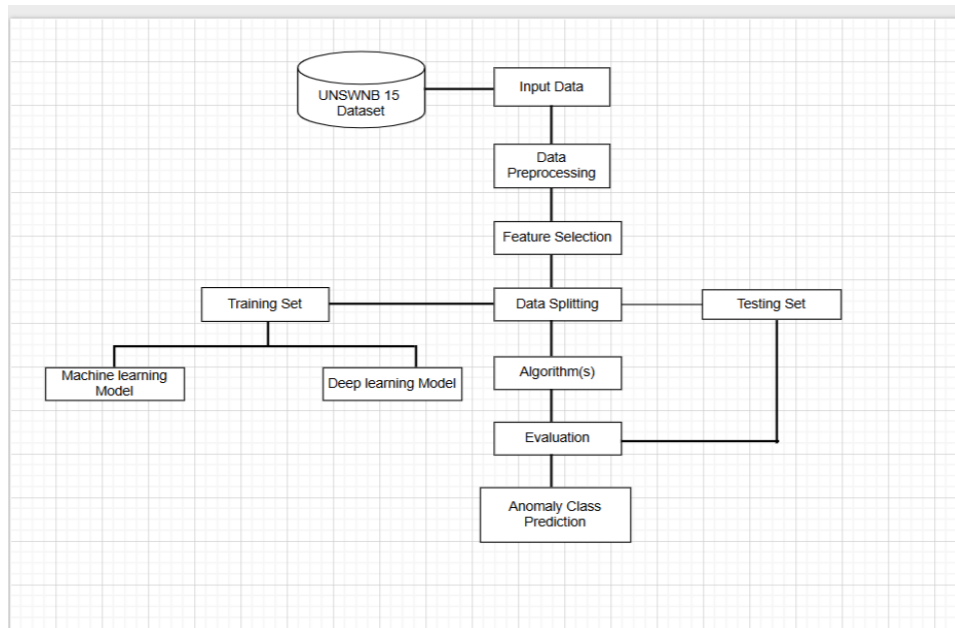 UNSWNB 15
Dataset
Input Data
Data
Preprocessing
Feature Selection
Training Set
Data Splitting
Testing Set
Machine learning
Model
Deep learning Model
Algorithm(s)
Evaluation
Anomaly Class
Prediction